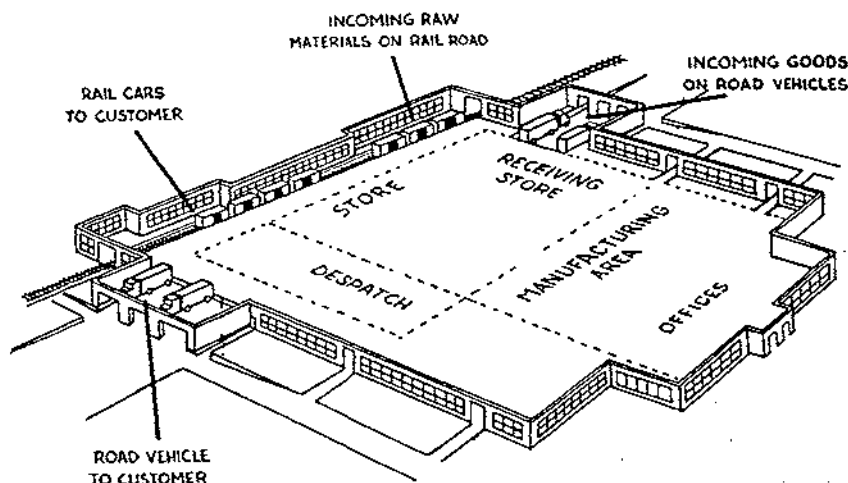 INCOMING RAW
MATERIALS ON RAIL ROAD
INCOMING GOODS
ON ROAD VEHICLES
RAIL CARS
TO CUSTOMER
STORE
RECEIVING
STORE
DESPATCH
MANUFACTURING
AREA
OFFICES
ROAD VEHICLE
TO CUSTOMER